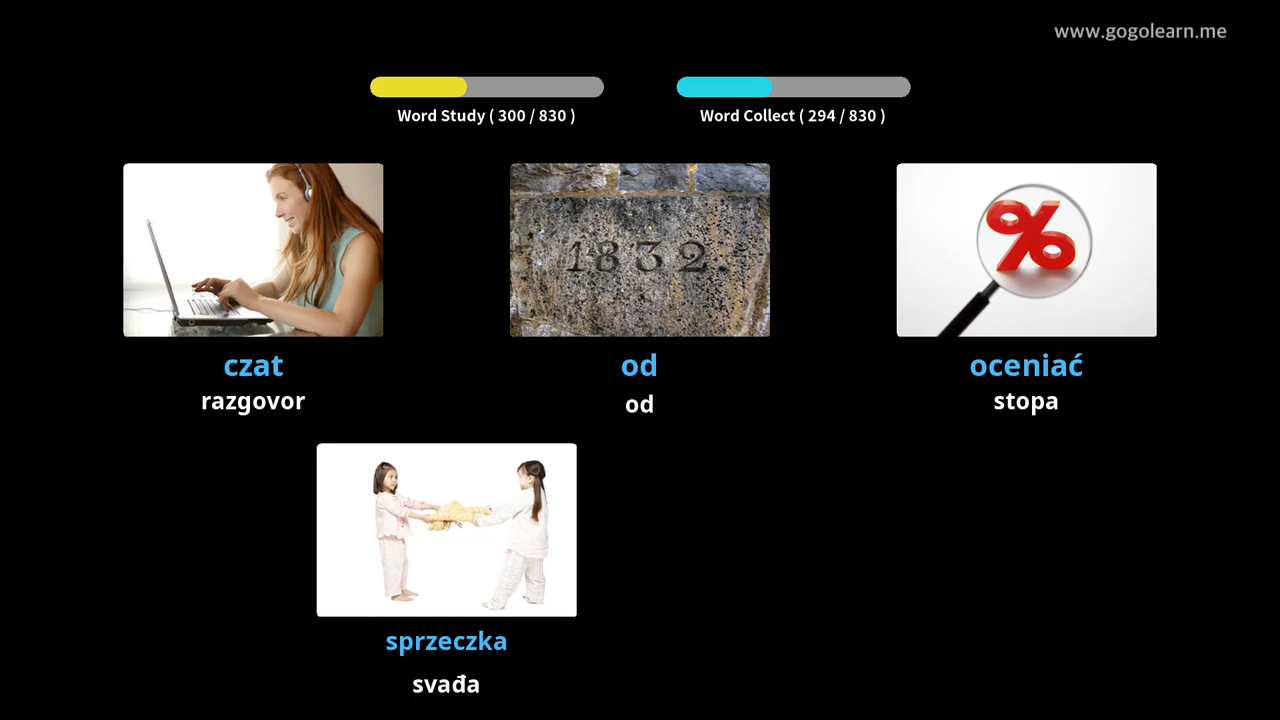 www.gogolearn.me
Word Study ( 300 / 830 )
Word Collect ( 294 / 830 )
1832.
%
czat
od
oceniać
razgovor
od
stopa
sprzeczka
svađa